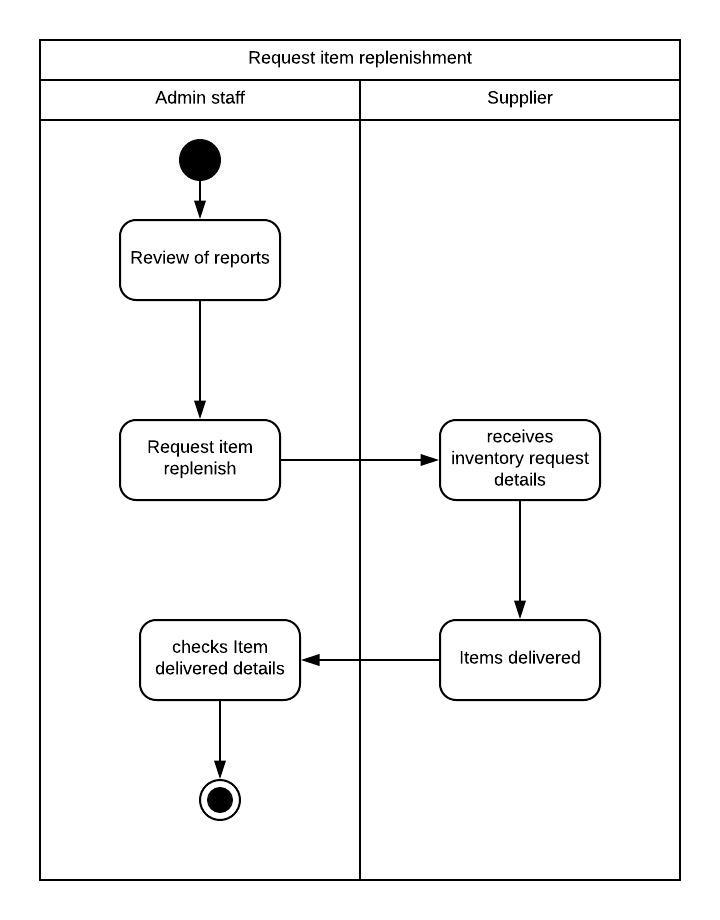 Request item replenishment
Admin staff
Supplier
Review of reports
Request item
replenish
receives
inventory request
details
Items delivered
checks Item
delivered details